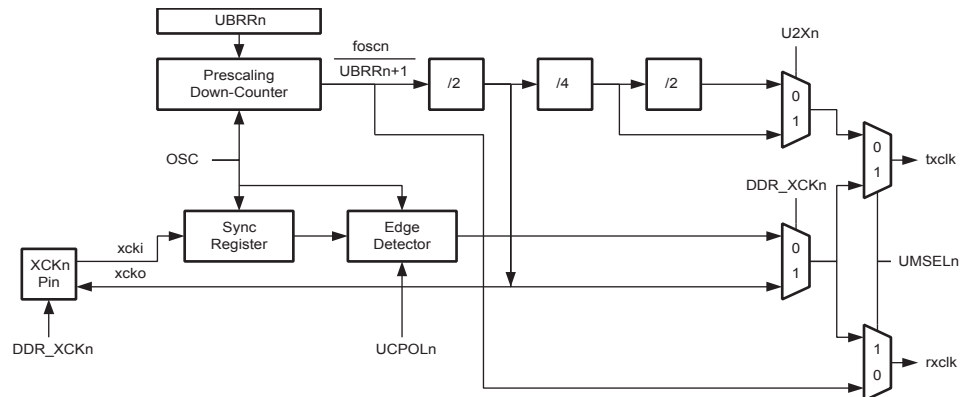 UBRRn
foscn
UBRRn+1
U2Xn
Prescaling
Down-Counter
/2
/4
/2
0
1
OSC
0
1
txclk
DDR_XCKn
Sync
Register
Edge
Detector
xcki
XCKn
Pin
xcko
0
1
UMSELn
DDR_XCKn
UCPOLn
1
0
rxclk